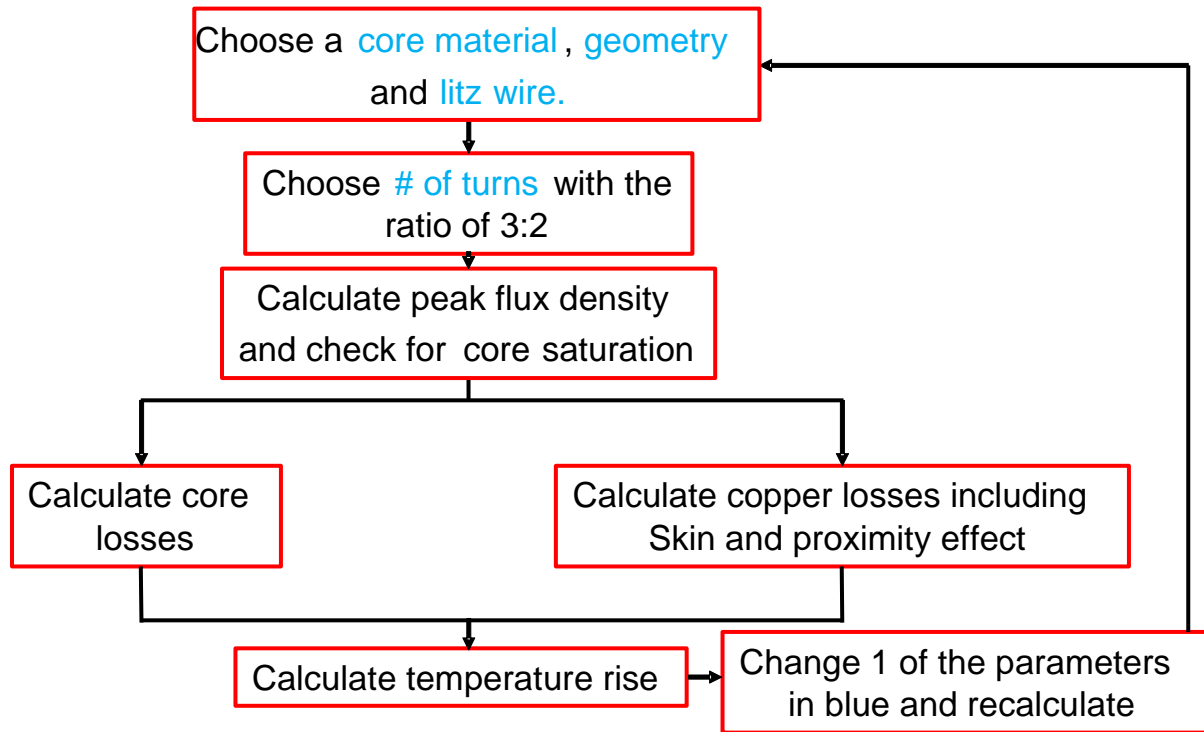 Choose a core material, geometry
and litz wire.
Choose # of turns with the
ratio of 3:2
Calculate peak flux density
and check for core saturation
Calculate core
losses
Calculate copper losses including
Skin and proximity effect
Calculate temperature rise
Change 1 of the parameters
in blue and recalculate